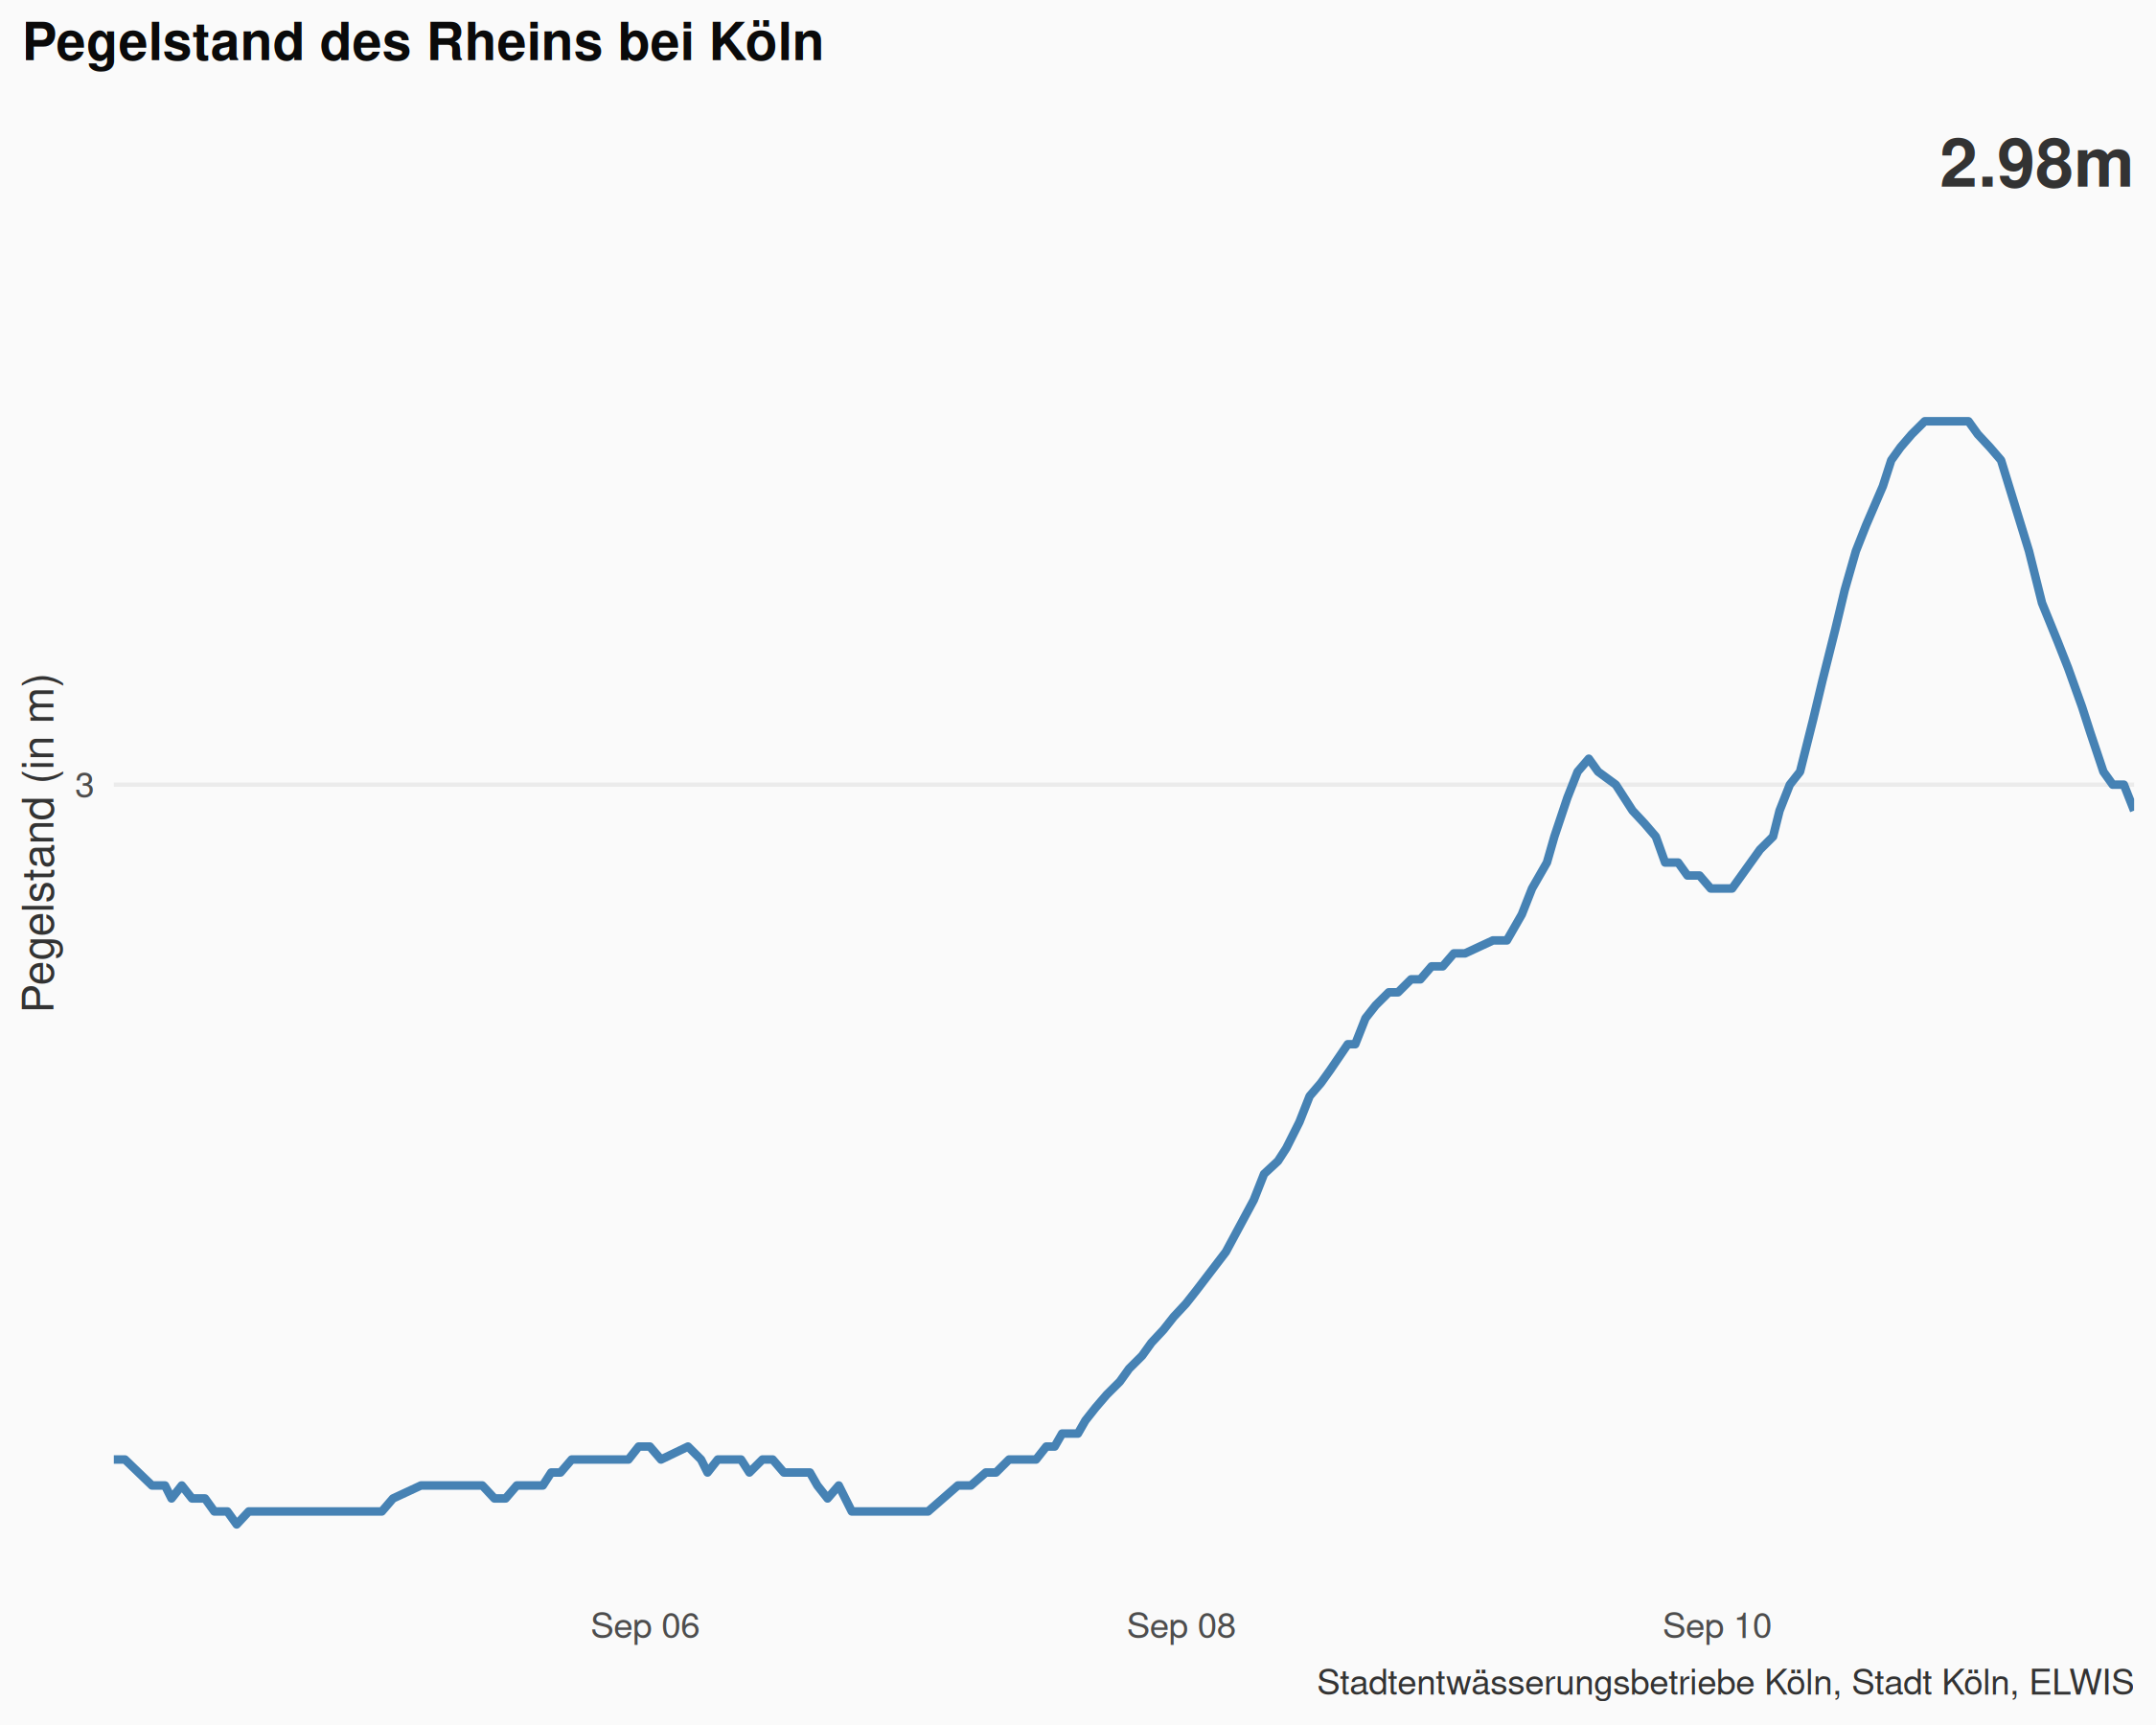 Pegelstand des Rheins bei Köln
2.98m
Pegelstand (in m)
3
Sep 06
Sep 08
Sep 10
Stadtentwässerungsbetriebe Köln, Stadt Köln, ELWIS